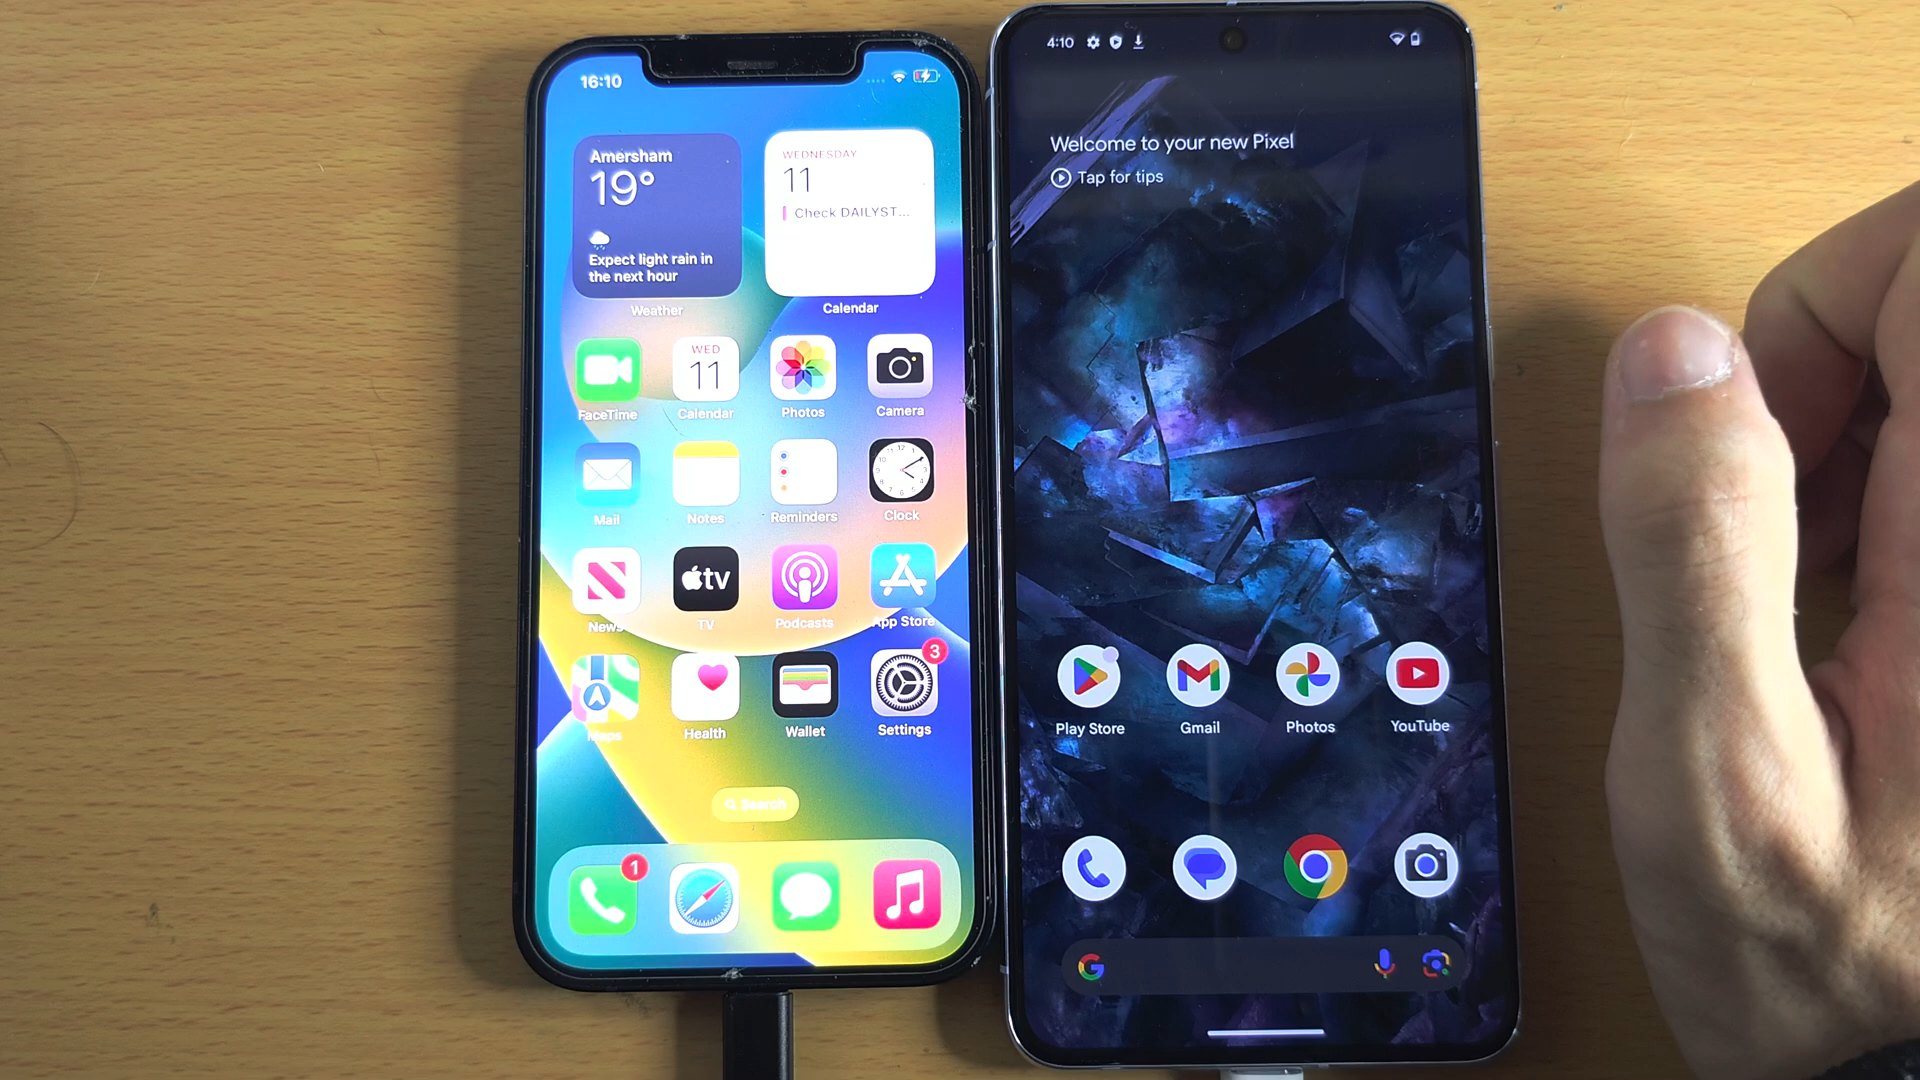 16:10
Amersham
19°
Expect light rain in
the next hour
Weather
WEDNESDAY
11
Check DAILYST...
Calendar
FaceTime
WED
11
Calendar
Photos
Camera
Mail
Notes
Reminders
Clock
News
tv
TV
Podcasts
App Store
Maps
Health
Wallet
3
Settings
Search
1
4:10
Welcome to your new Pixel
Tap for tips
Play Store
Gmail
Photos
YouTube
G